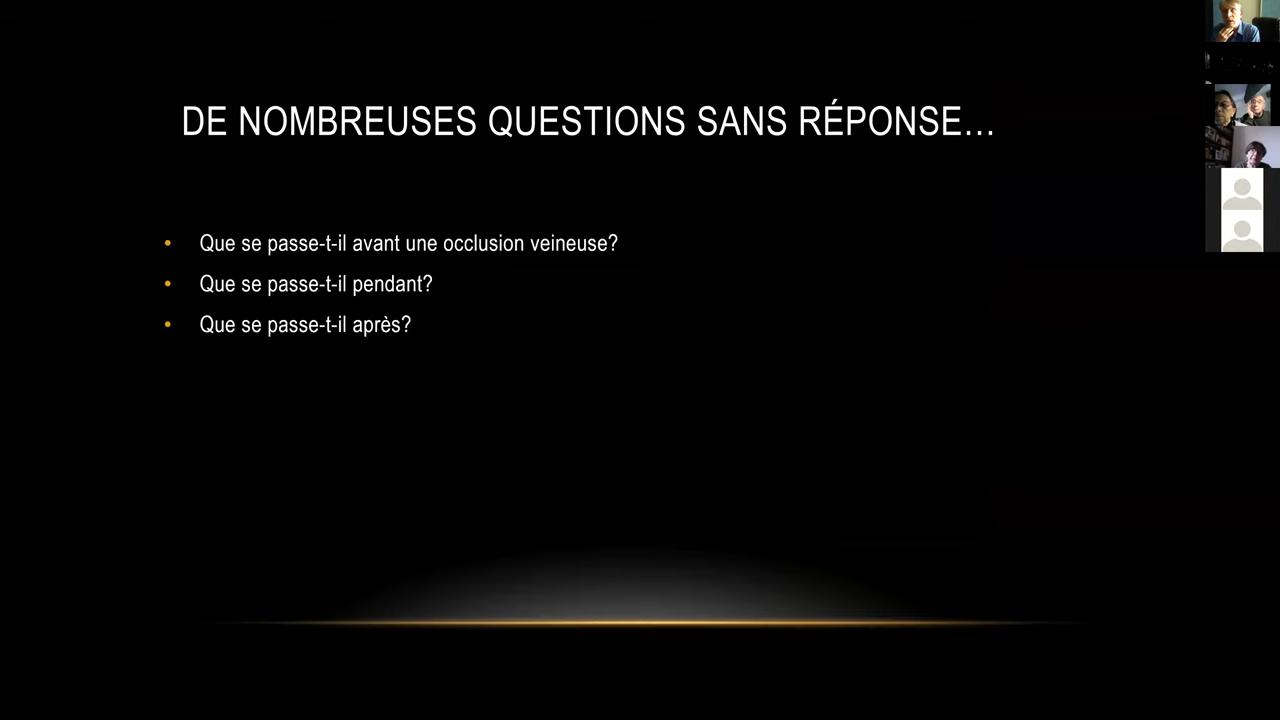 DE NOMBREUSES QUESTIONS SANS RÉPONSE…
• Que se passe-t-il avant une occlusion veineuse?
• Que se passe-t-il pendant?
• Que se passe-t-il après?